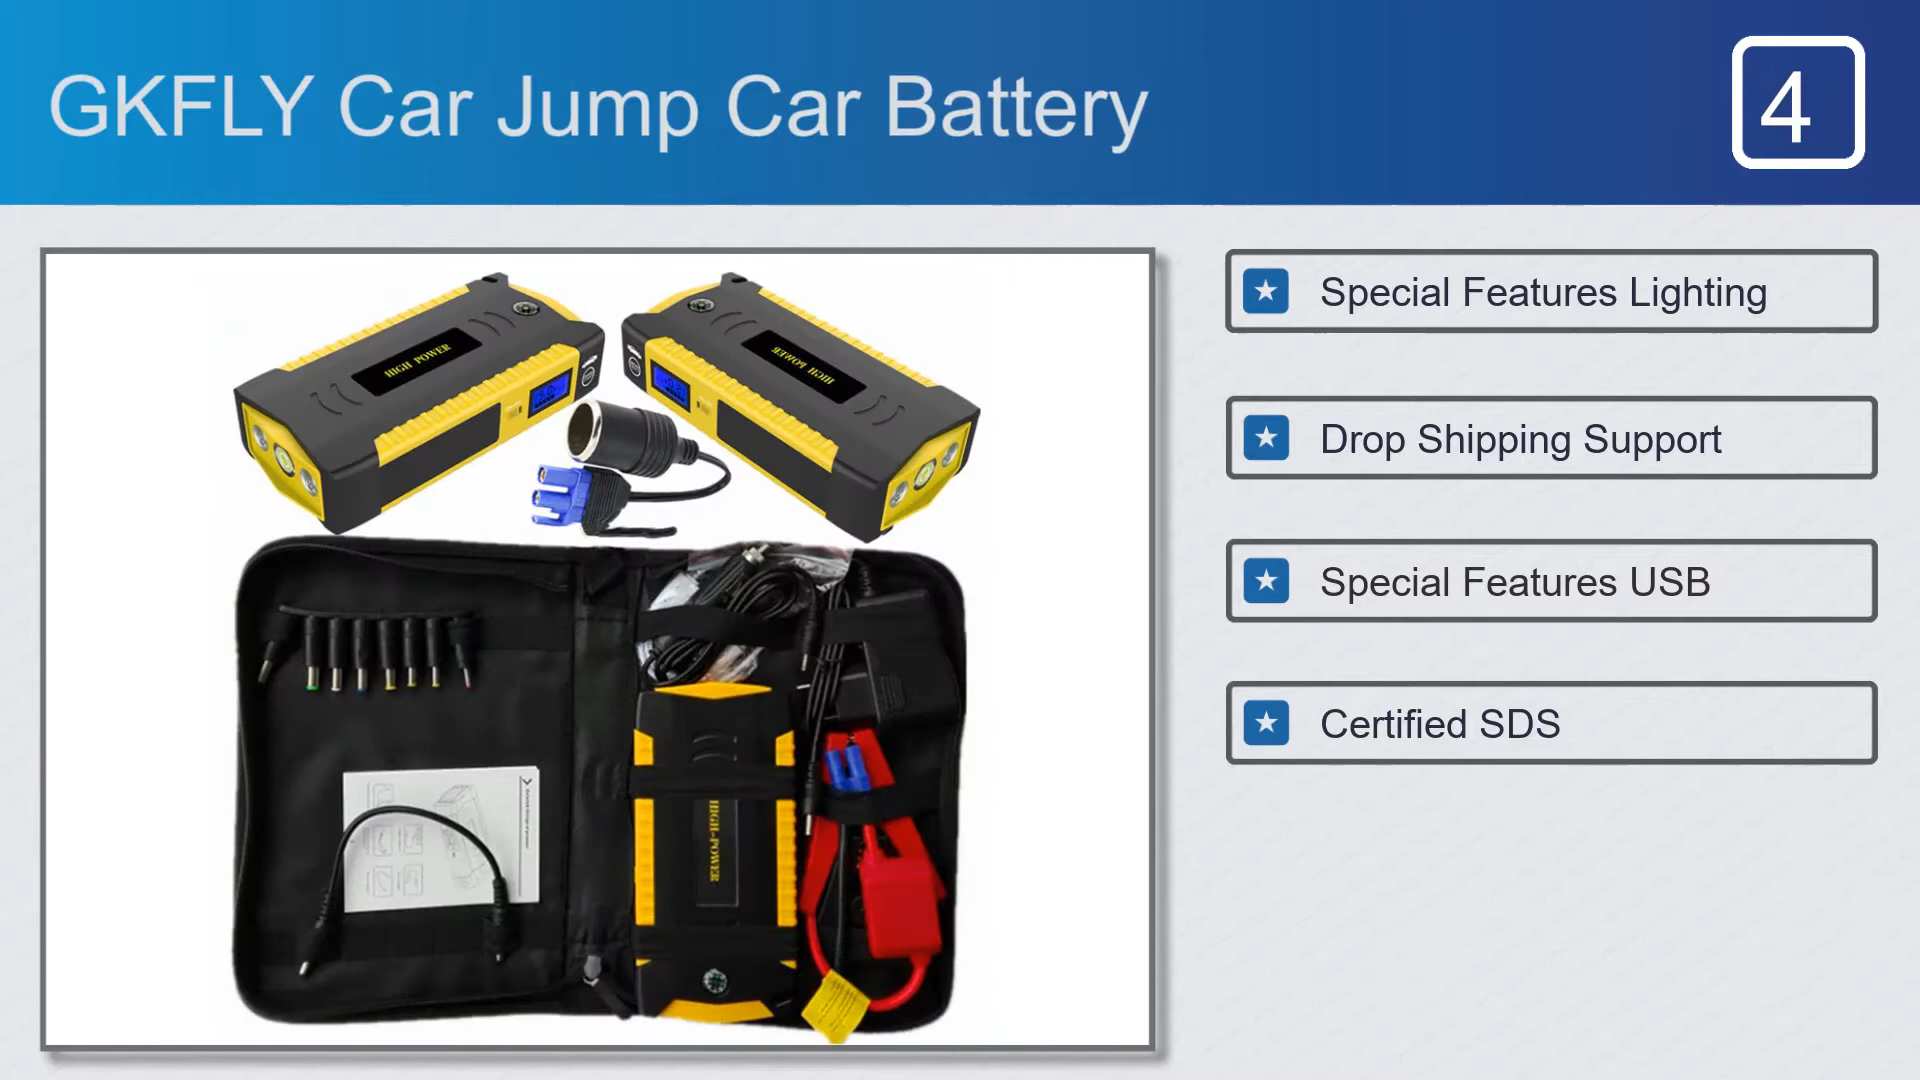 GKFLY Car Jump Car Battery
4
Special Features Lighting
Drop Shipping Support
Special Features USB
Certified SDS
HIGH POWER
HIGH POWER
HIGH-POWER